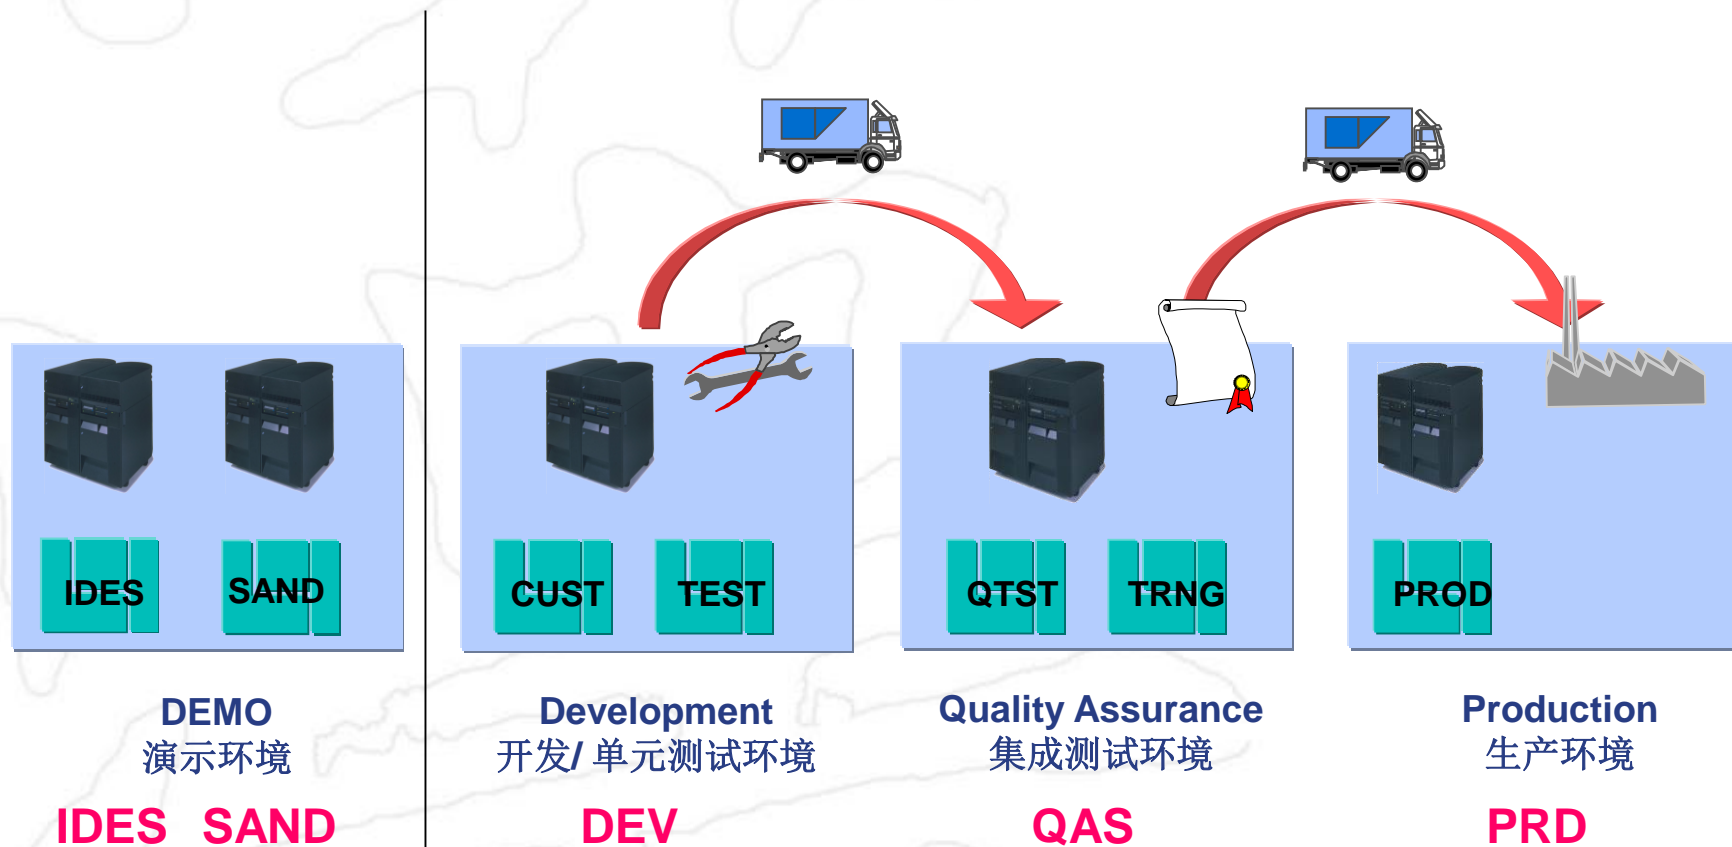 IDES
SAND
CUST
TEST
QTST
TRNG
PROD
DEMO
演示环境
Development
开发/ 单元测试环境
Quality Assurance
集成测试环境
Production
生产环境
IDES SAND
DEV
QAS
PRD